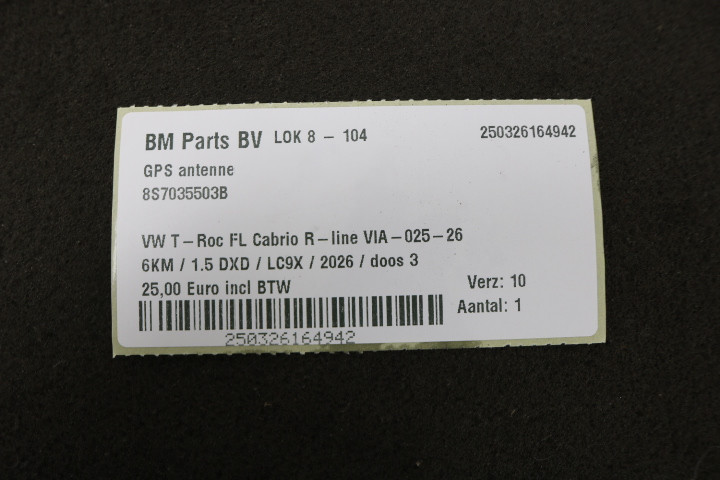 BM Parts BV LOK 8 - 104 250326164942
GPS antenne
8S7035503B
VW T-Roc FL Cabrio R-line VIA-025-26
6KM / 1.5 DXD / LC9X / 2026 / doos 3
25,00 Euro incl BTW Verz: 10
Aantal: 1
250326164942